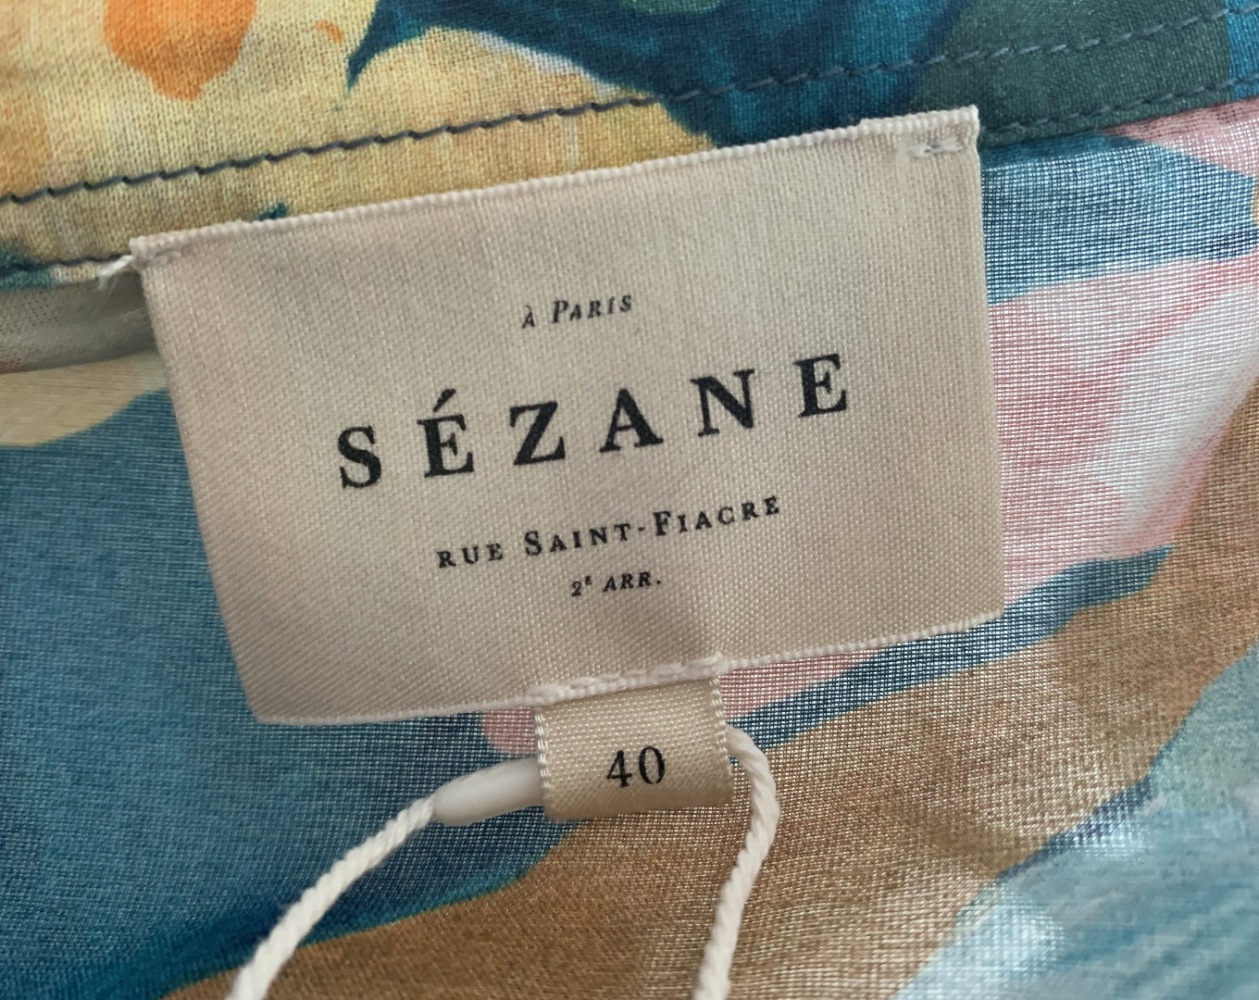 à Paris
SÉZANE
RUE SAINT-FIACRE
2ᴱ ARR.
40